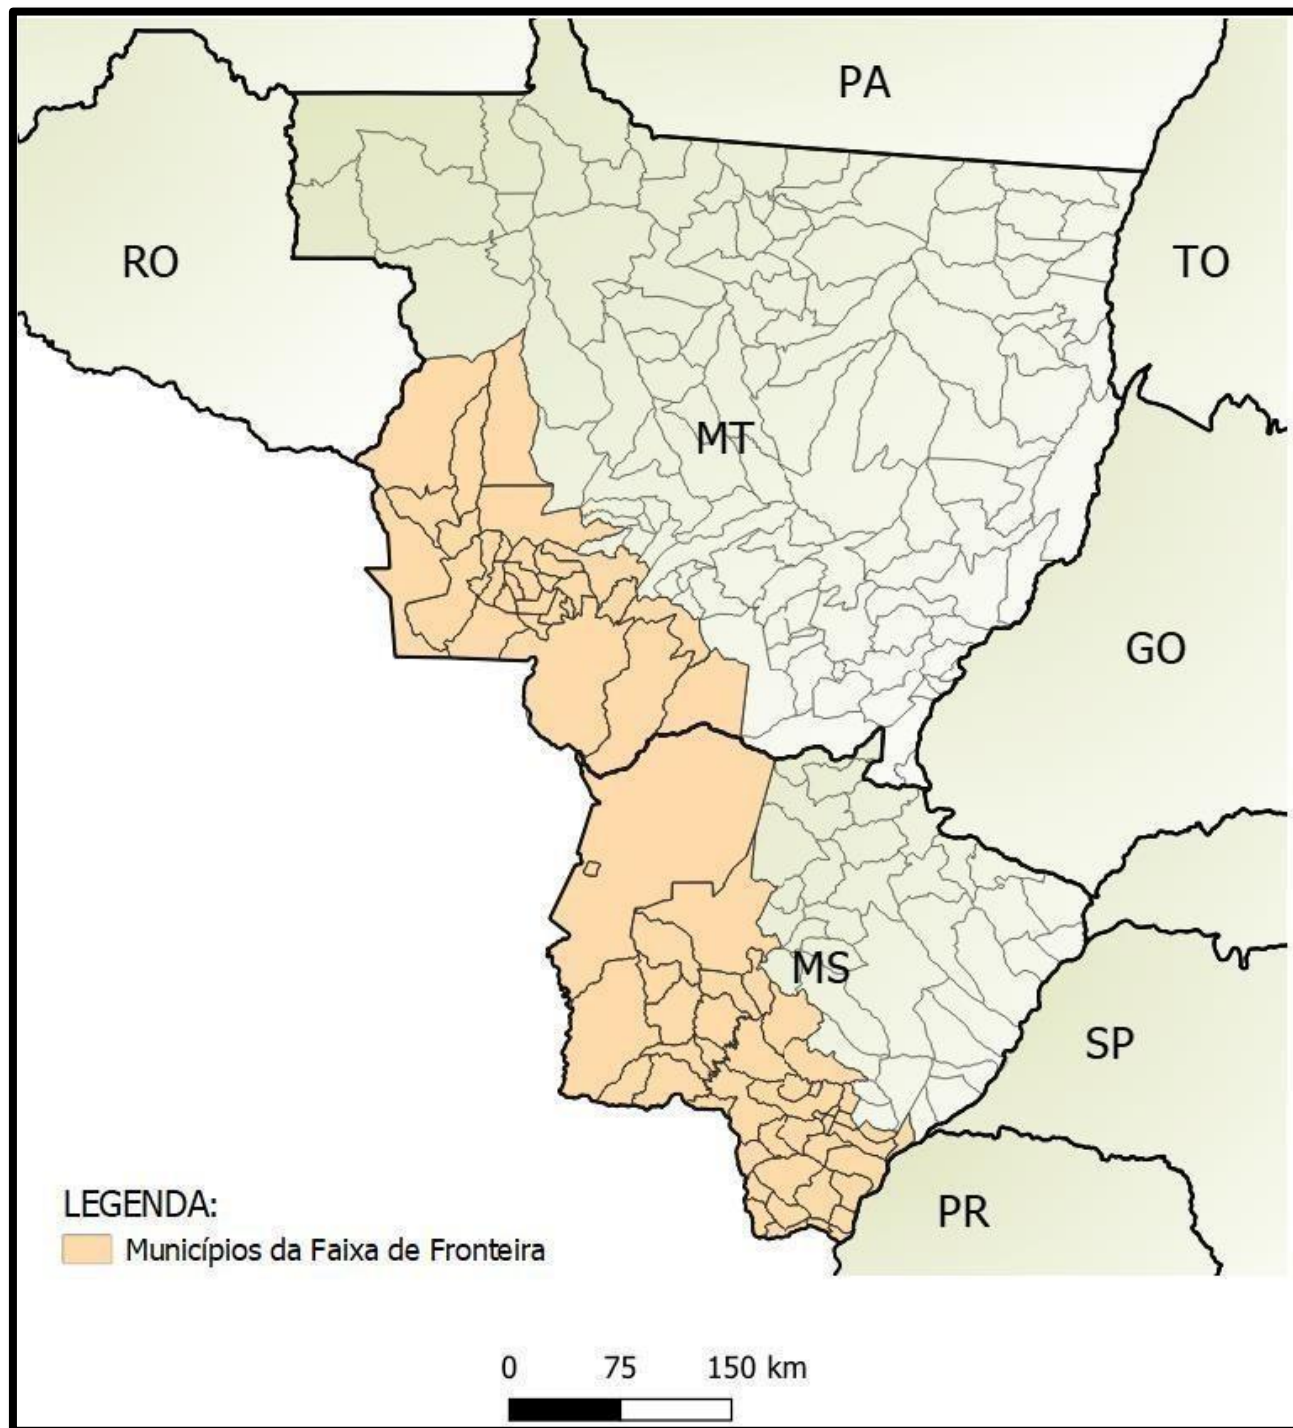 PA
RO
TO
MT
GO
MS
SP
LEGENDA:
PR
Municípios da Faixa de Fronteira
0 75 150 km